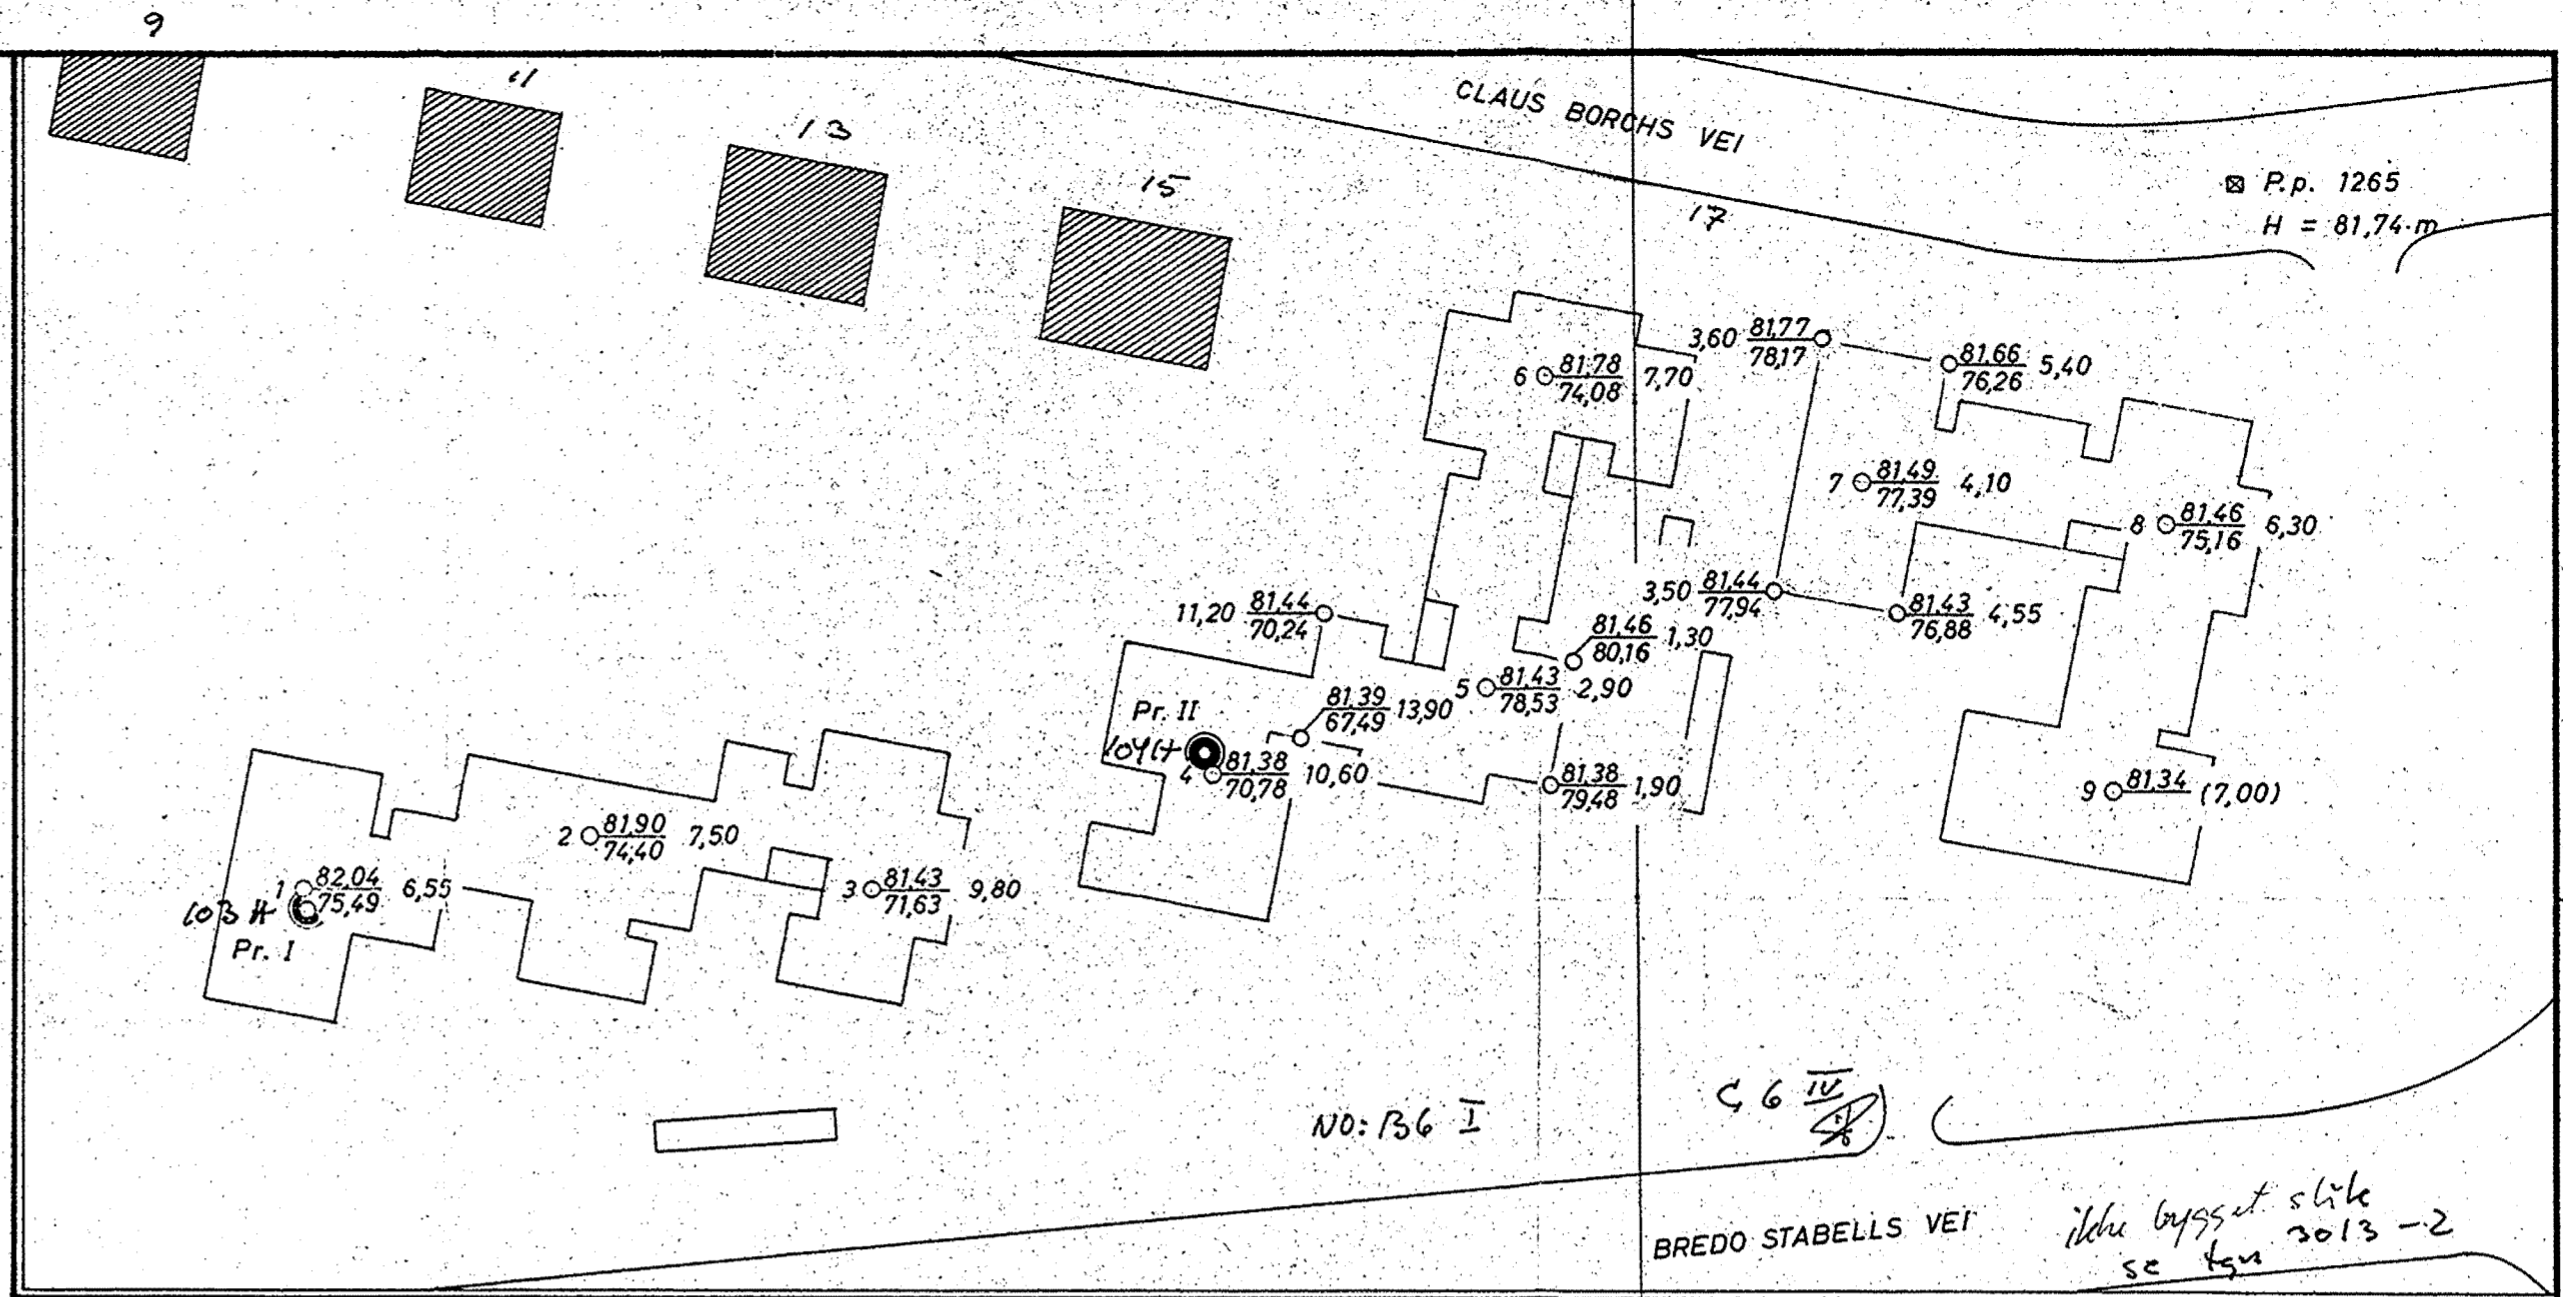 9
11
13
15
CLAUS BORCHS VEI
17
P.p. 1265
H = 81,74 m
3,60 81,77
78,17
81,66 5,40
76,26
6 81,78 7,70
74,08
7 81,49 4,10
77,39
8 81,46 6,30
75,16
3,50 81,44
77,94
81,43 4,55
76,88
11,20 81,44
70,24
81,46 1,30
80,16
5 81,43 2,90
78,53
81,39 13,90
67,49
Pr. II
4 81,38 10,60
70,78
81,38 1,90
79,48
9 81,34 (7,00)
2 81,90 7,50
74,40
1 82,04 6,55
75,49
103 H
Pr. I
3 81,43 9,80
71,63
NO: B6 I
C 6 IV
BREDO STABELLS VEI
ikke bygget slik
se tgn 3013-2